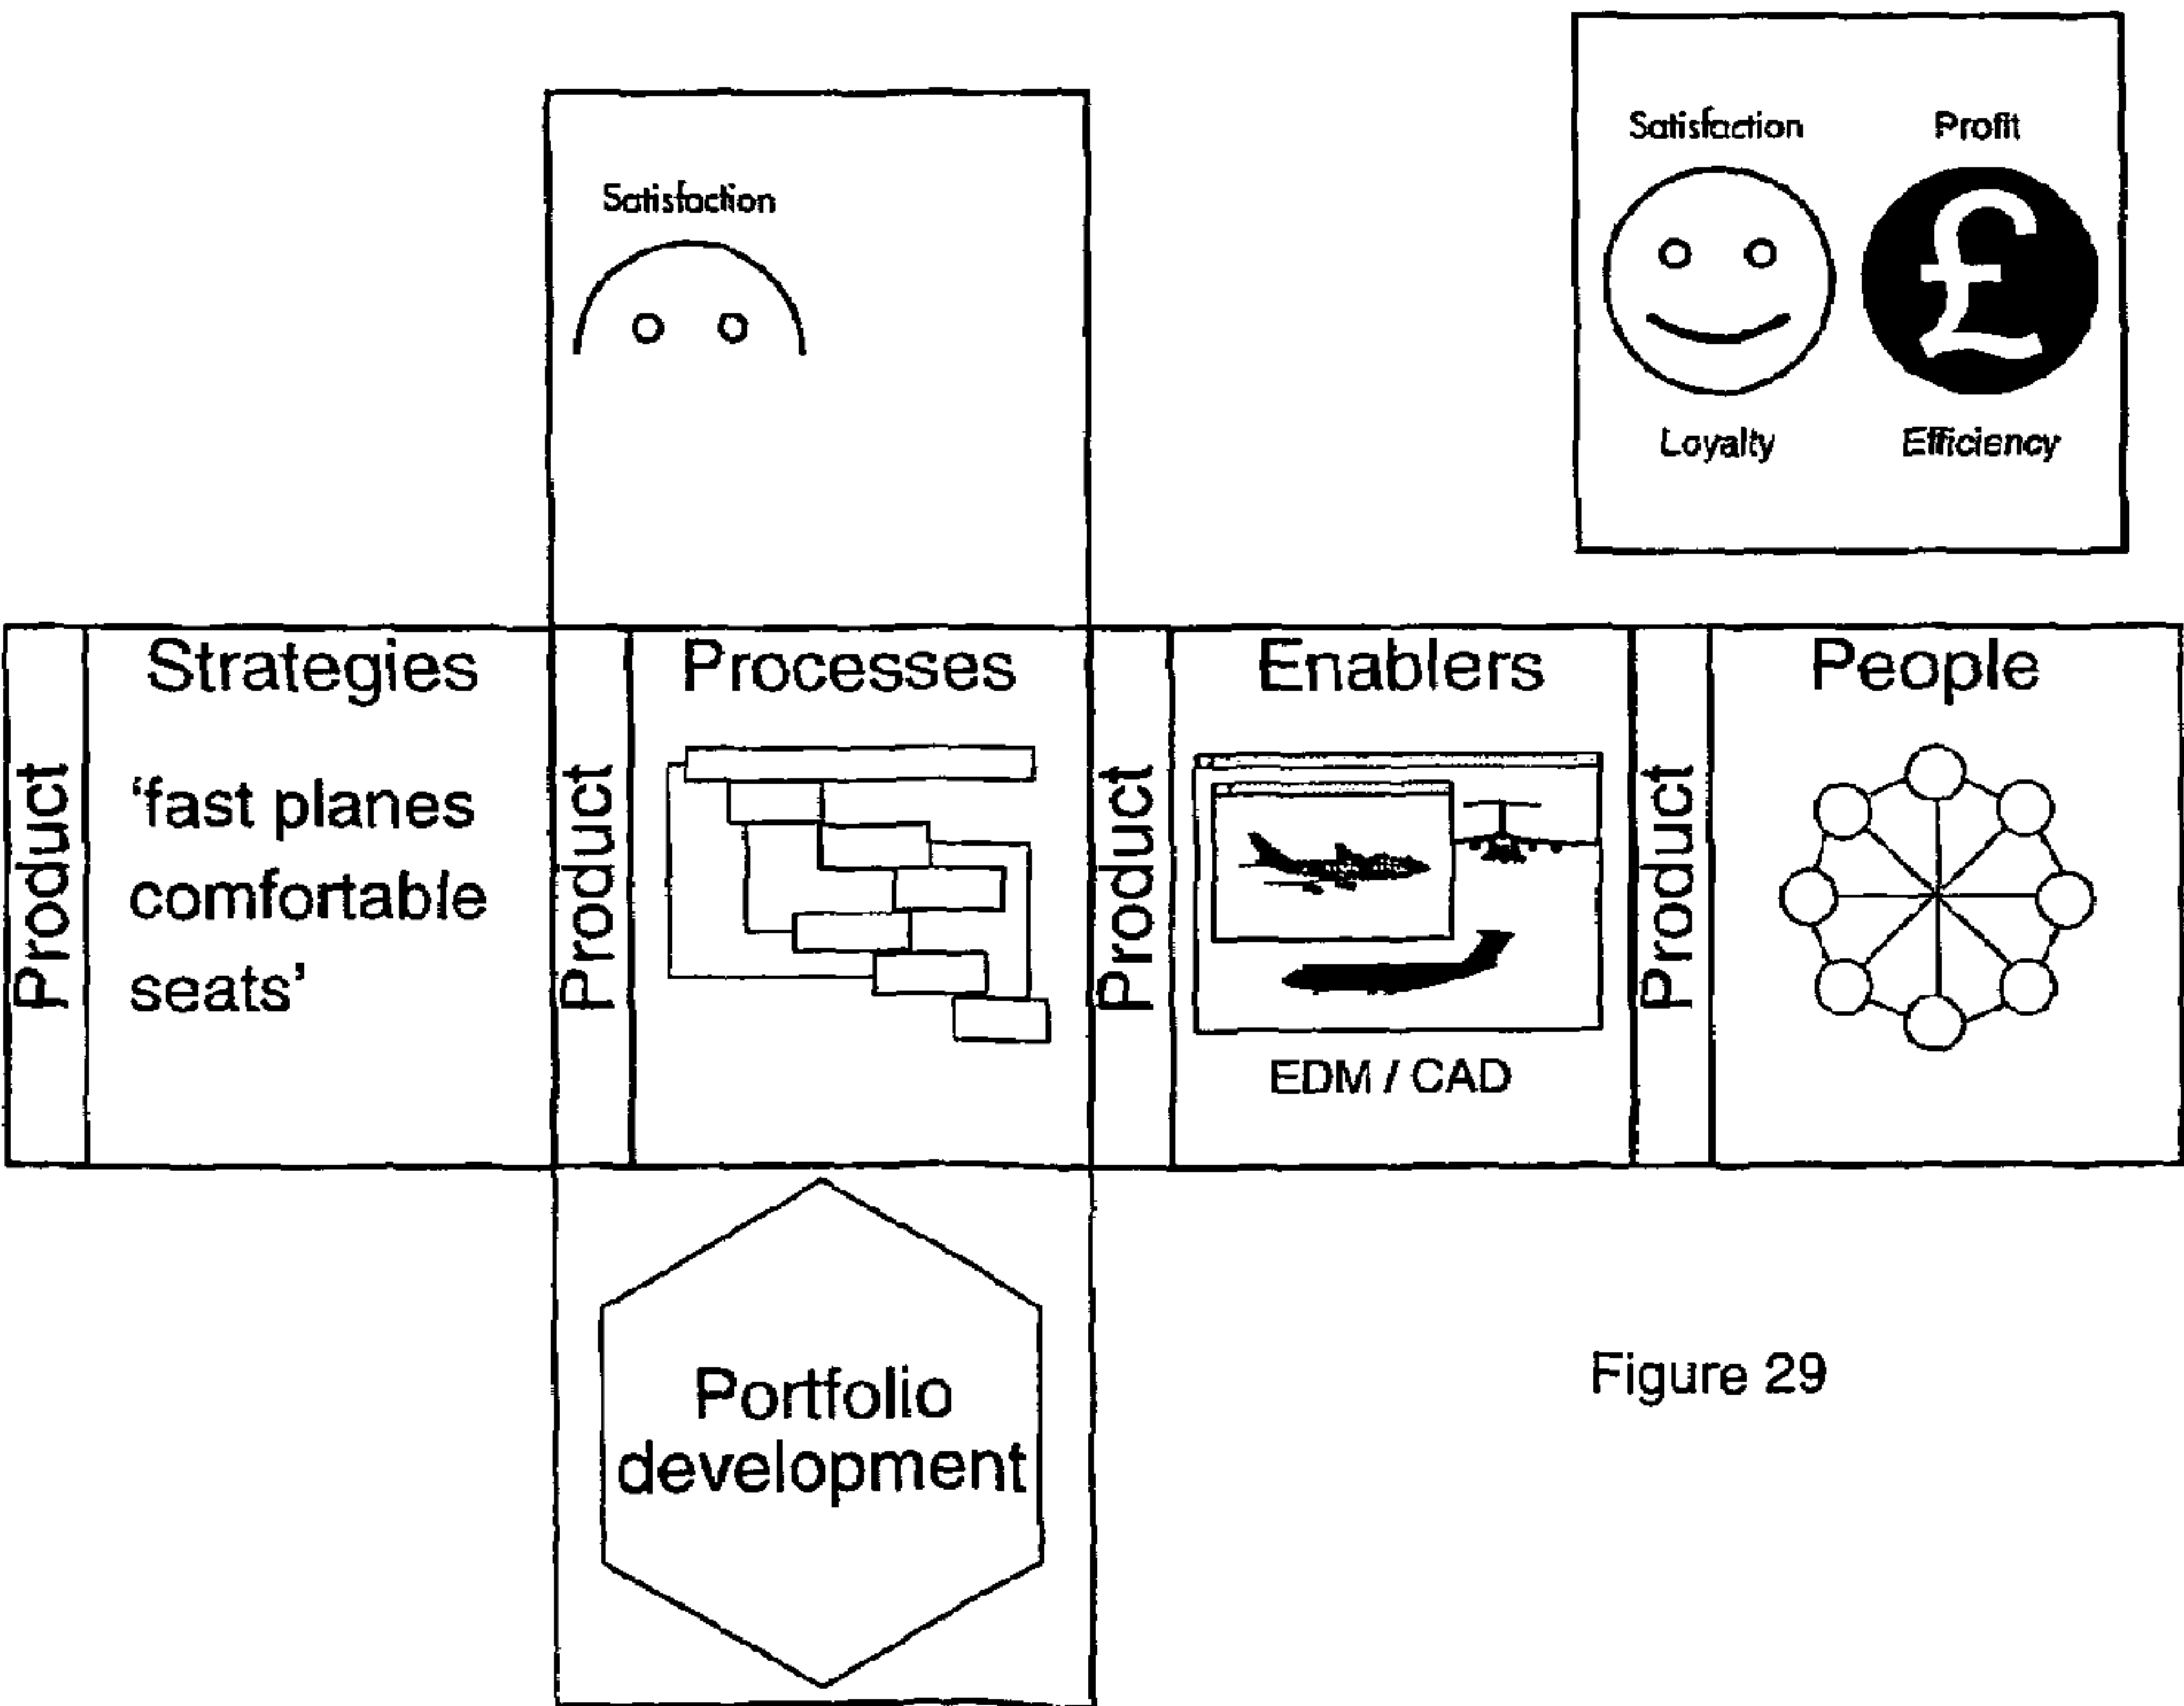 Satisfaction Profit
£
Loyalty Efficiency
Satisfaction
Product
Strategies
'fast planes
comfortable
seats'
Product
Processes
Product
Enablers
EDM / CAD
Product
People
Portfolio
development
Figure 29